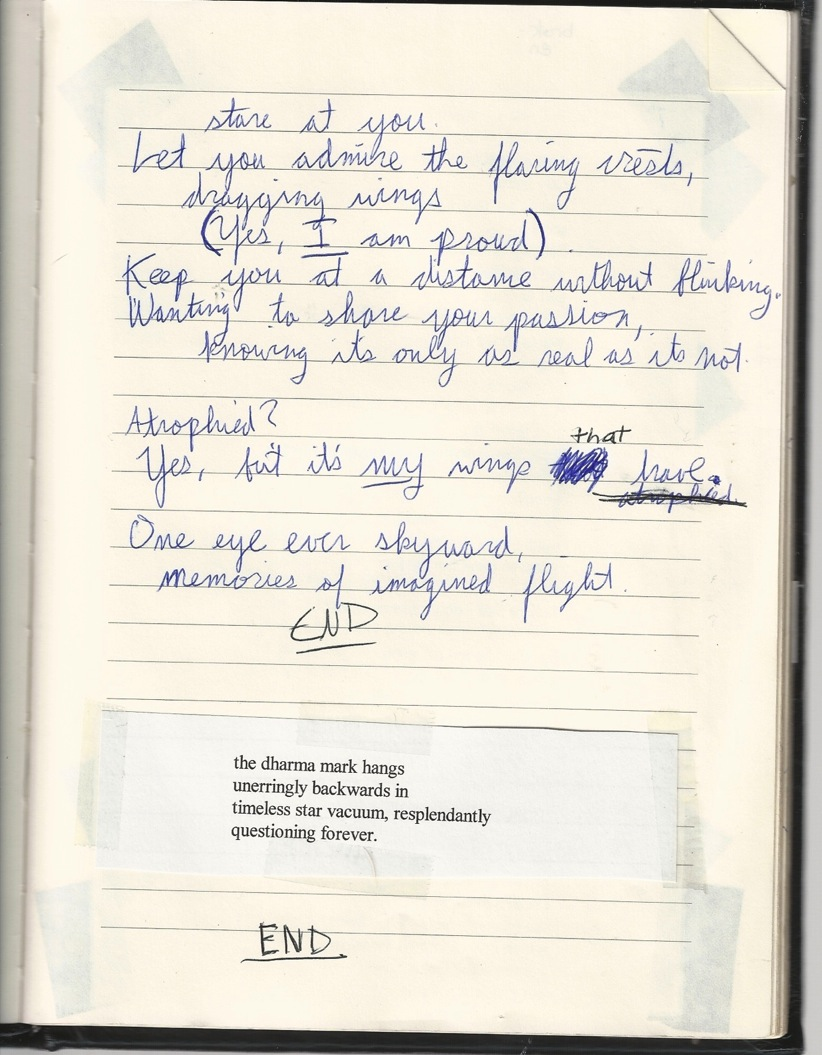 stare at you.
Let you admire the flaring crests,
dragging wings
(Yes, I am proud).
Keep you at a distance without blinking.
Wanting to share your passion,
knowing its only as real as its not.
Atrophied?
that
Yes, but it's my wings have.
atrophied.
One eye ever skyward,
memories of imagined flight.
END
the dharma mark hangs
unerringly backwards in
timeless star vacuum, resplendantly
questioning forever.
END.